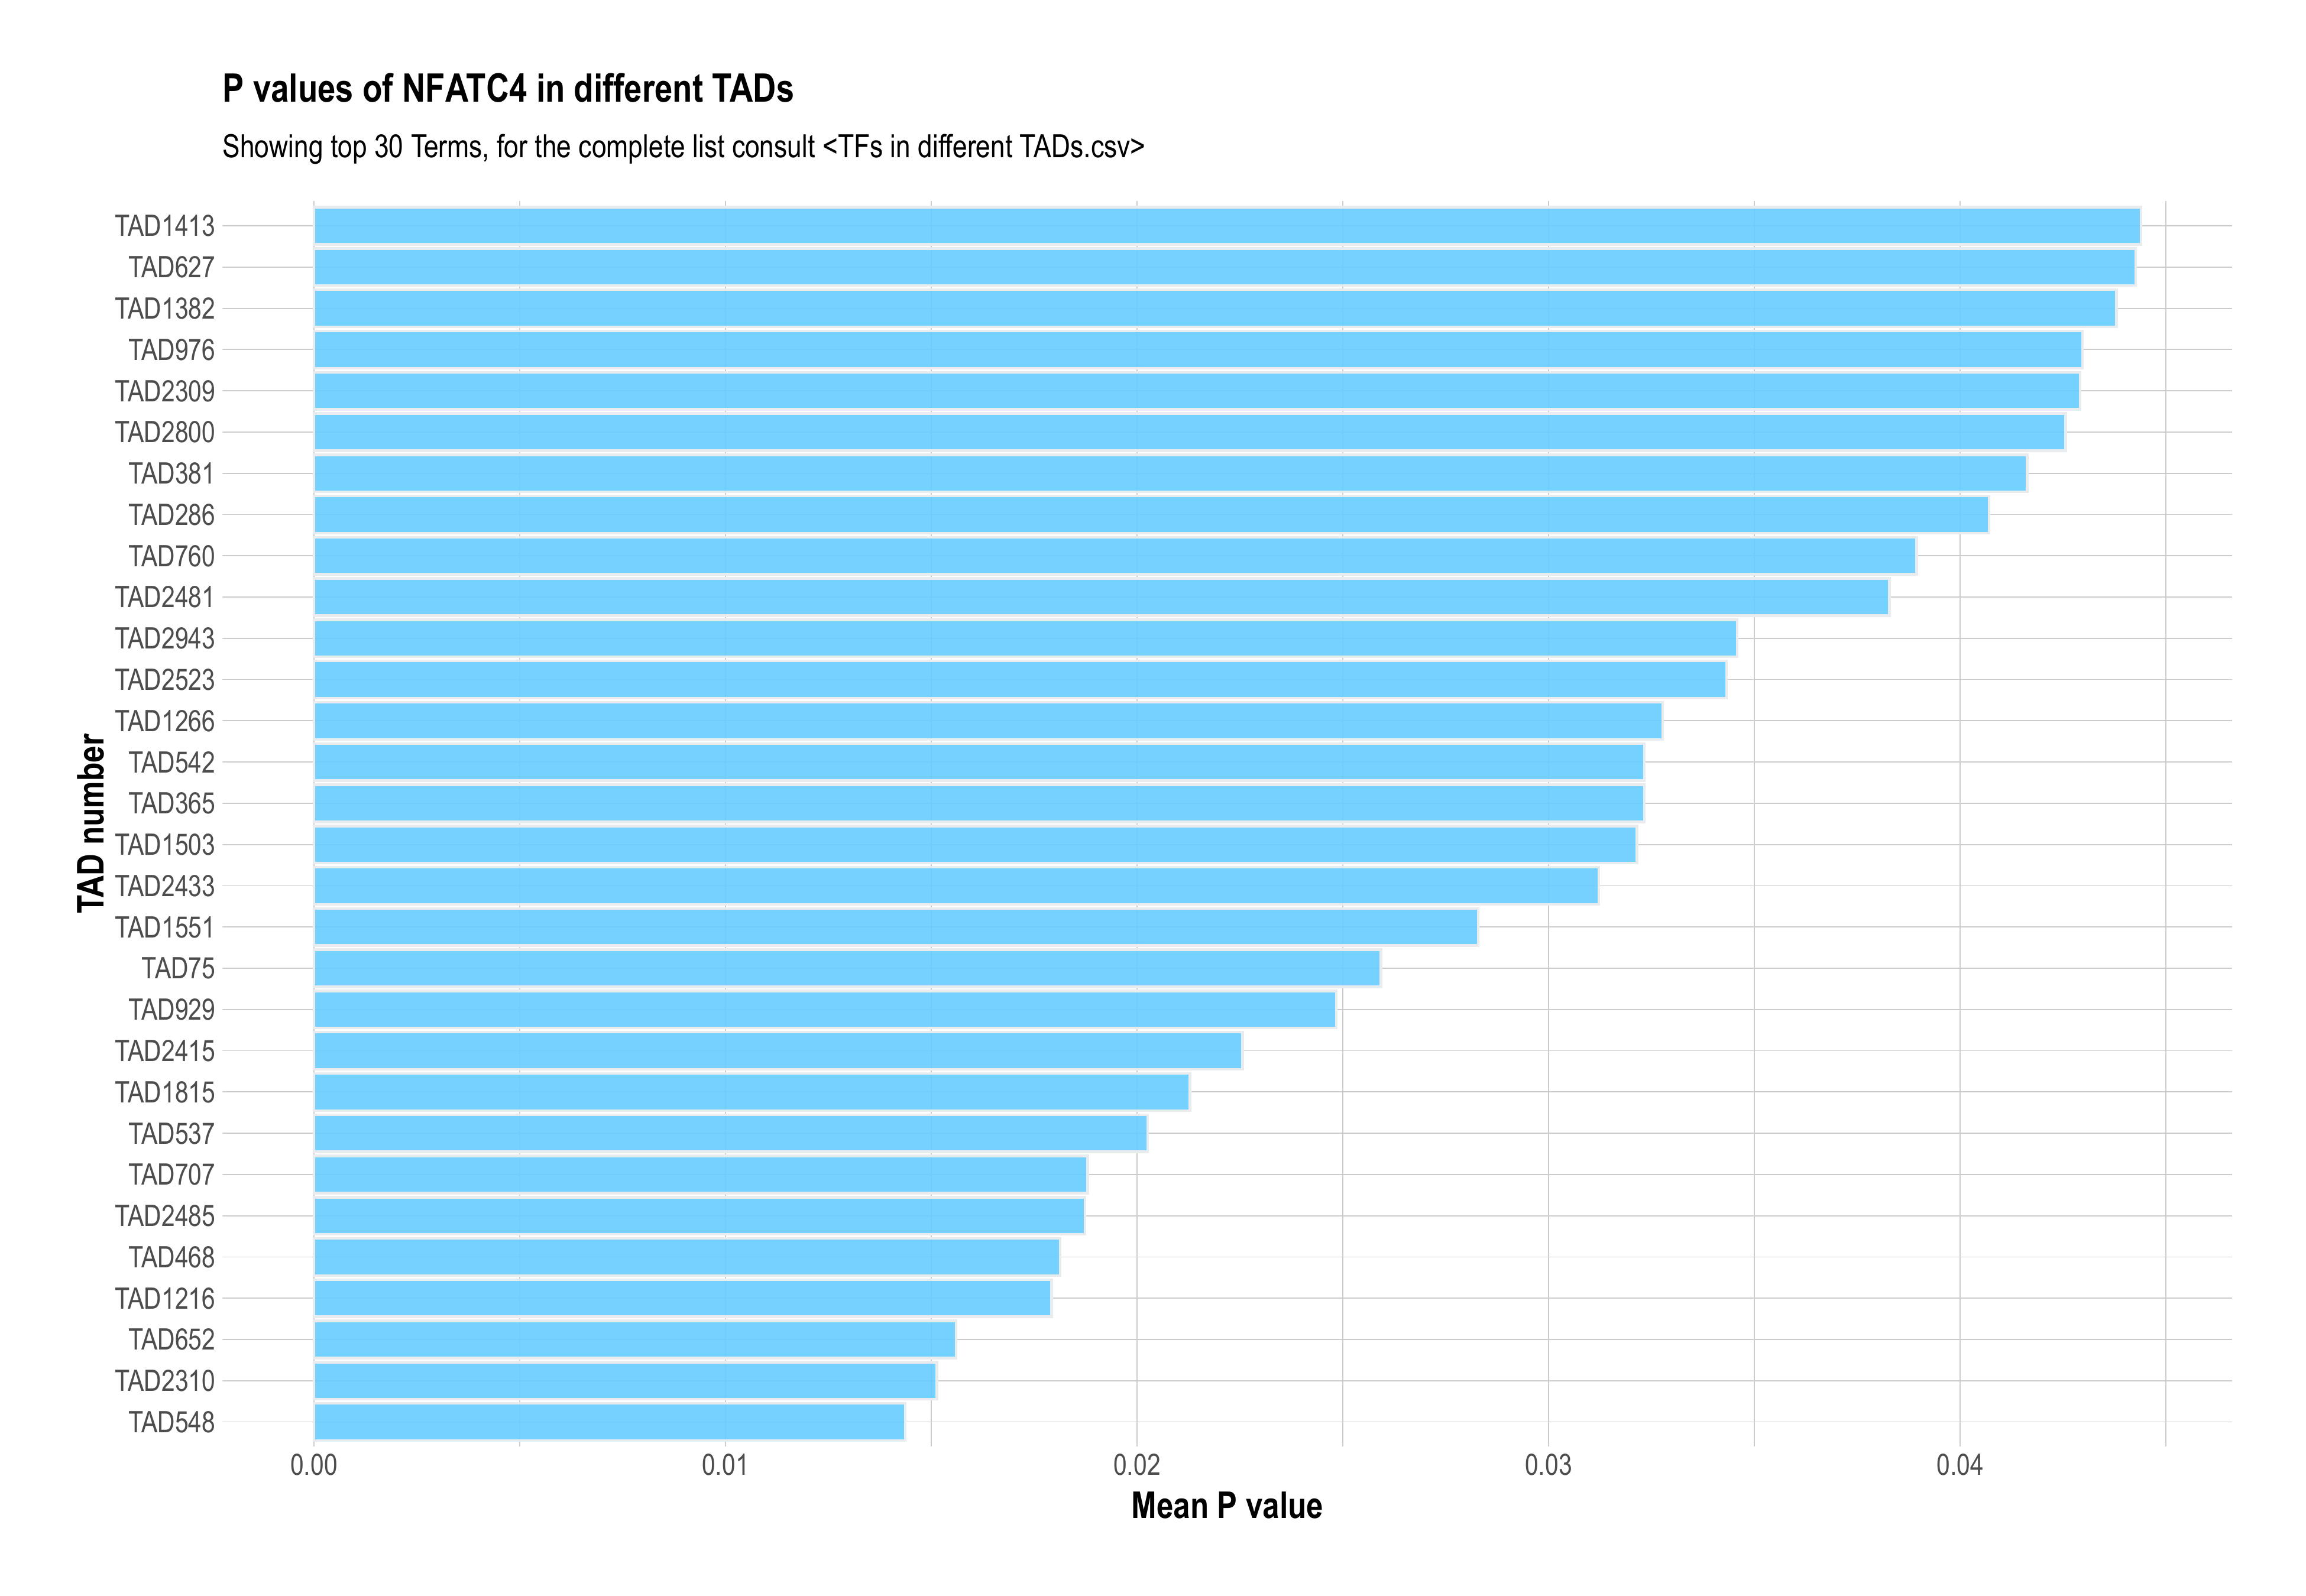 P values of NFATC4 in different TADs
Showing top 30 Terms, for the complete list consult <TFs in different TADs.csv>
TAD number
TAD1413
TAD627
TAD1382
TAD976
TAD2309
TAD2800
TAD381
TAD286
TAD760
TAD2481
TAD2943
TAD2523
TAD1266
TAD542
TAD365
TAD1503
TAD2433
TAD1551
TAD75
TAD929
TAD2415
TAD1815
TAD537
TAD707
TAD2485
TAD468
TAD1216
TAD652
TAD2310
TAD548
0.00 0.01 0.02 0.03 0.04
Mean P value